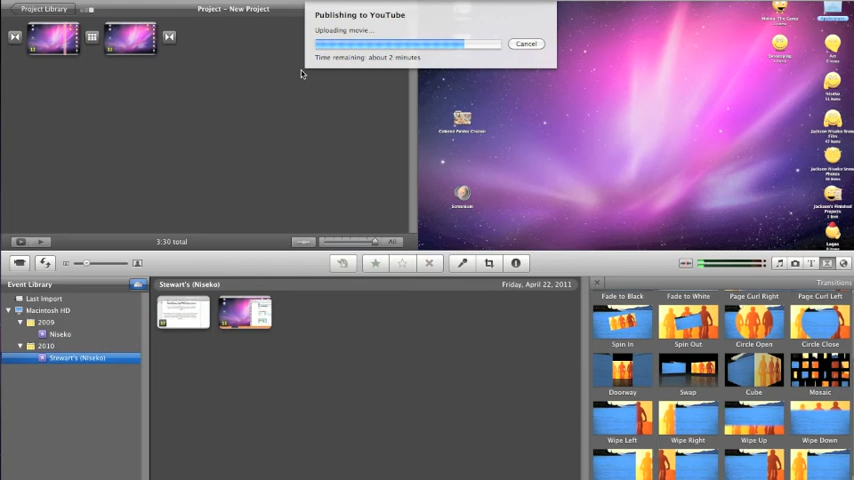 Project Library
Project - New Project
Publishing to YouTube
Uploading movie...
Cancel
Time remaining: about 2 minutes
3:30 total
All
Event Library
Last Import
Macintosh HD
2009
Niseko
2010
Stewart's (Niseko)
Stewart's (Niseko)
Friday, April 22, 2011
Transitions
Fade to Black
Fade to White
Page Curl Right
Page Curl Left
Spin In
Spin Out
Circle Open
Circle Close
Doorway
Swap
Cube
Mosaic
Wipe Left
Wipe Right
Wipe Up
Wipe Down